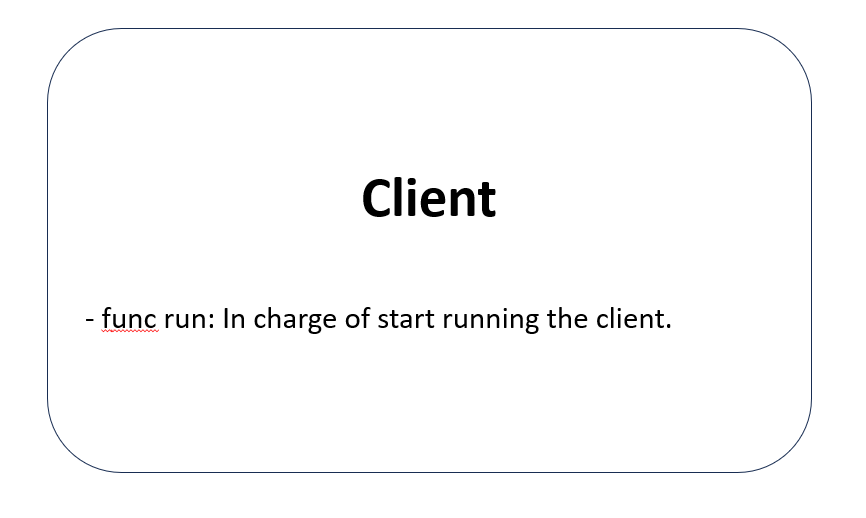 Client
- func run: In charge of start running the client.